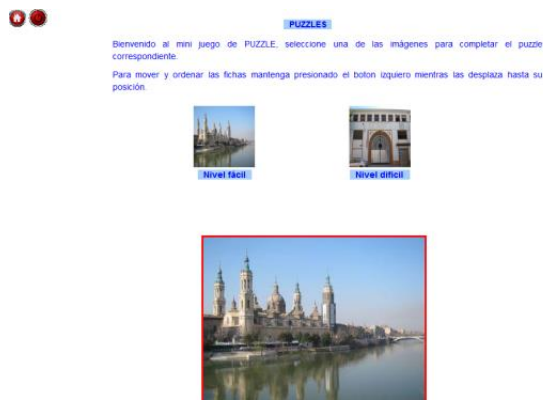 PUZZLES
Bienvenido al mini juego de PUZZLE, seleccione una de las imágenes para completar el puzzle
correspondiente.
Para mover y ordenar las fichas mantenga presionado el boton izquiero mientras las desplaza hasta su
posición.
Nivel fácil
Nivel dificil